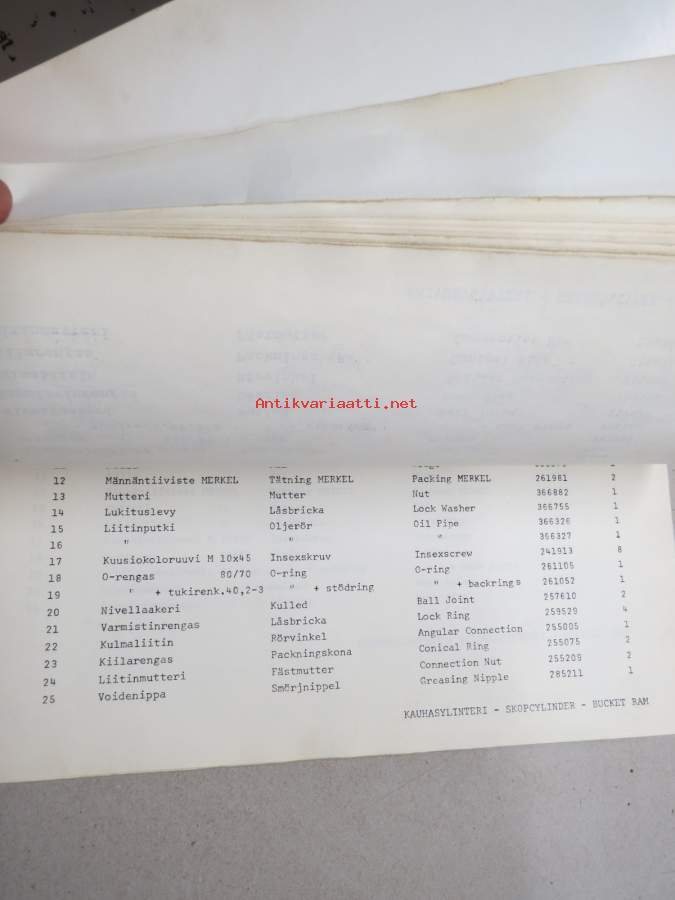 Antikvariaatti.net
12 Männäntiiviste MERKEL Tätning MERKEL Packing MERKEL 261981 2
13 Mutteri Mutter Nut 366882 1
14 Lukituslevy Låsbricka Lock Washer 366755 1
15 Liitinputki Oljerör Oil Pipe 366326 1
16 " " " 366327 1
17 Kuusiokoloruuvi M 10x45 Insexskruv Insexscrew 241913 8
18 O-rengas 80/70 O-ring O-ring 261105 1
19 " + tukirenk.40,2-3 " + stödring " + backrings 261052 1
20 Nivellaakeri Kulled Ball Joint 257610 2
21 Varmistinrengas Låsbricka Lock Ring 259529 4
22 Kulmaliitin Rörvinkel Angular Connection 255005 1
23 Kiilarengas Packningskona Conical Ring 255075 2
24 Liitinmutteri Fästmutter Connection Nut 255209 2
25 Voidenippa Smörjnippel Greasing Nipple 285211 1
KAUHASYLINTERI - SKOPCYLINDER - BUCKET RAM